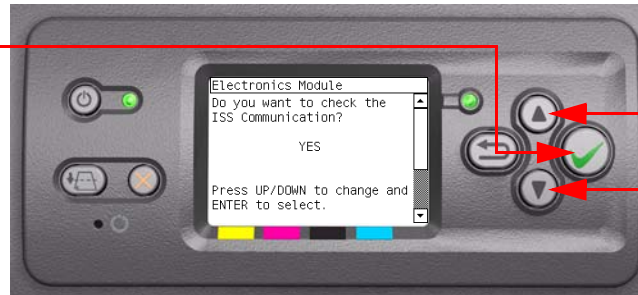 Electronics Module
Do you want to check the
ISS Communication?
YES
Press UP/DOWN to change and
ENTER to select.